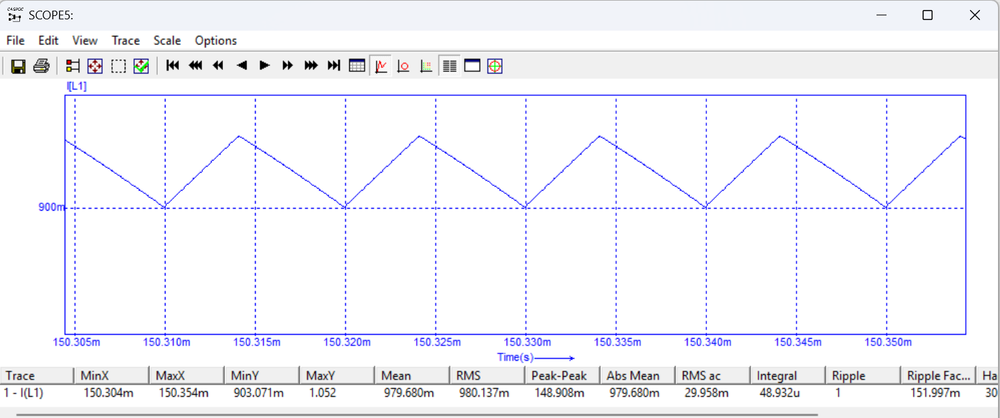 CASPOC
SCOPE5:
File Edit View Trace Scale Options
I[L1]
900m
150.305m 150.310m 150.315m 150.320m 150.325m 150.330m 150.335m 150.340m 150.345m 150.350m
Time(s)
Trace MinX MaxX MinY MaxY Mean RMS Peak-Peak Abs Mean RMS ac Integral Ripple Ripple Fac... Ha
1 - I(L1) 150.304m 150.354m 903.071m 1.052 979.680m 980.137m 148.908m 979.680m 29.958m 48.932u 1 151.997m 30